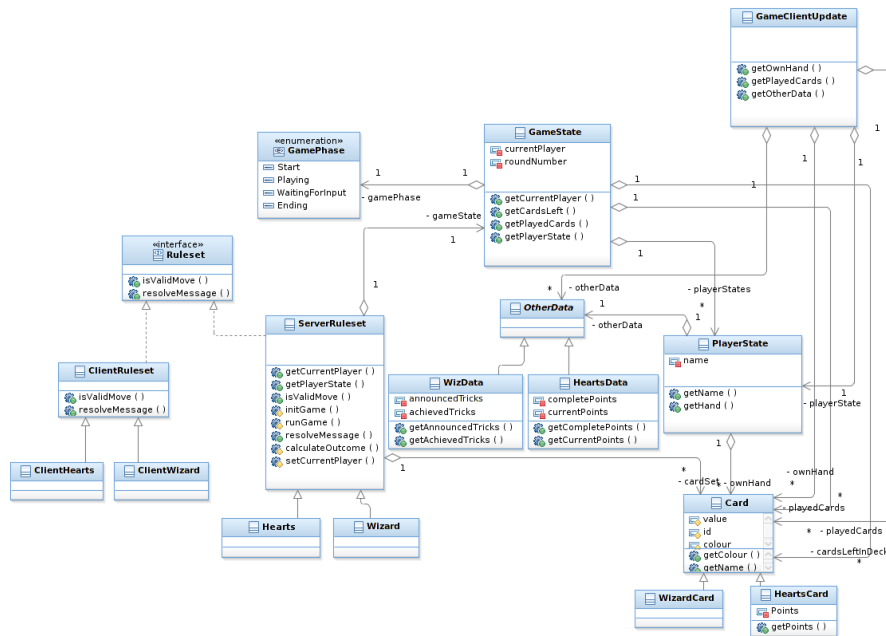 GameClientUpdate
getOwnHand ( )
getPlayedCards ( )
getOtherData ( )
1
1
1
«enumeration»
GamePhase
Start
Playing
WaitingForInput
Ending
1
1
- gamePhase
GameState
currentPlayer
roundNumber
getCurrentPlayer ( )
getCardsLeft ( )
getPlayedCards ( )
getPlayerState ( )
1
1
1
- gameState
1
1
«interface»
Ruleset
isValidMove ( )
resolveMessage ( )
* - otherData
- playerStates
*
OtherData
1
- otherData
1
ServerRuleset
getCurrentPlayer ( )
getPlayerState ( )
isValidMove ( )
initGame ( )
runGame ( )
resolveMessage ( )
calculateOutcome ( )
setCurrentPlayer ( )
1
PlayerState
name
getName ( )
getHand ( )
1
1
- playerState
ClientRuleset
isValidMove ( )
resolveMessage ( )
WizData
announcedTricks
achievedTricks
getAnnouncedTricks ( )
getAchievedTricks ( )
HeartsData
completePoints
currentPoints
getCompletePoints ( )
getCurrentPoints ( )
ClientHearts
ClientWizard
*
- cardSet
* - ownHand
- ownHand
*
*
- playedCards
* - playedCards
- cardsLeftInDeck
*
Card
value
id
colour
getColour ( )
getName ( )
Hearts
Wizard
WizardCard
HeartsCard
Points
getPoints ( )